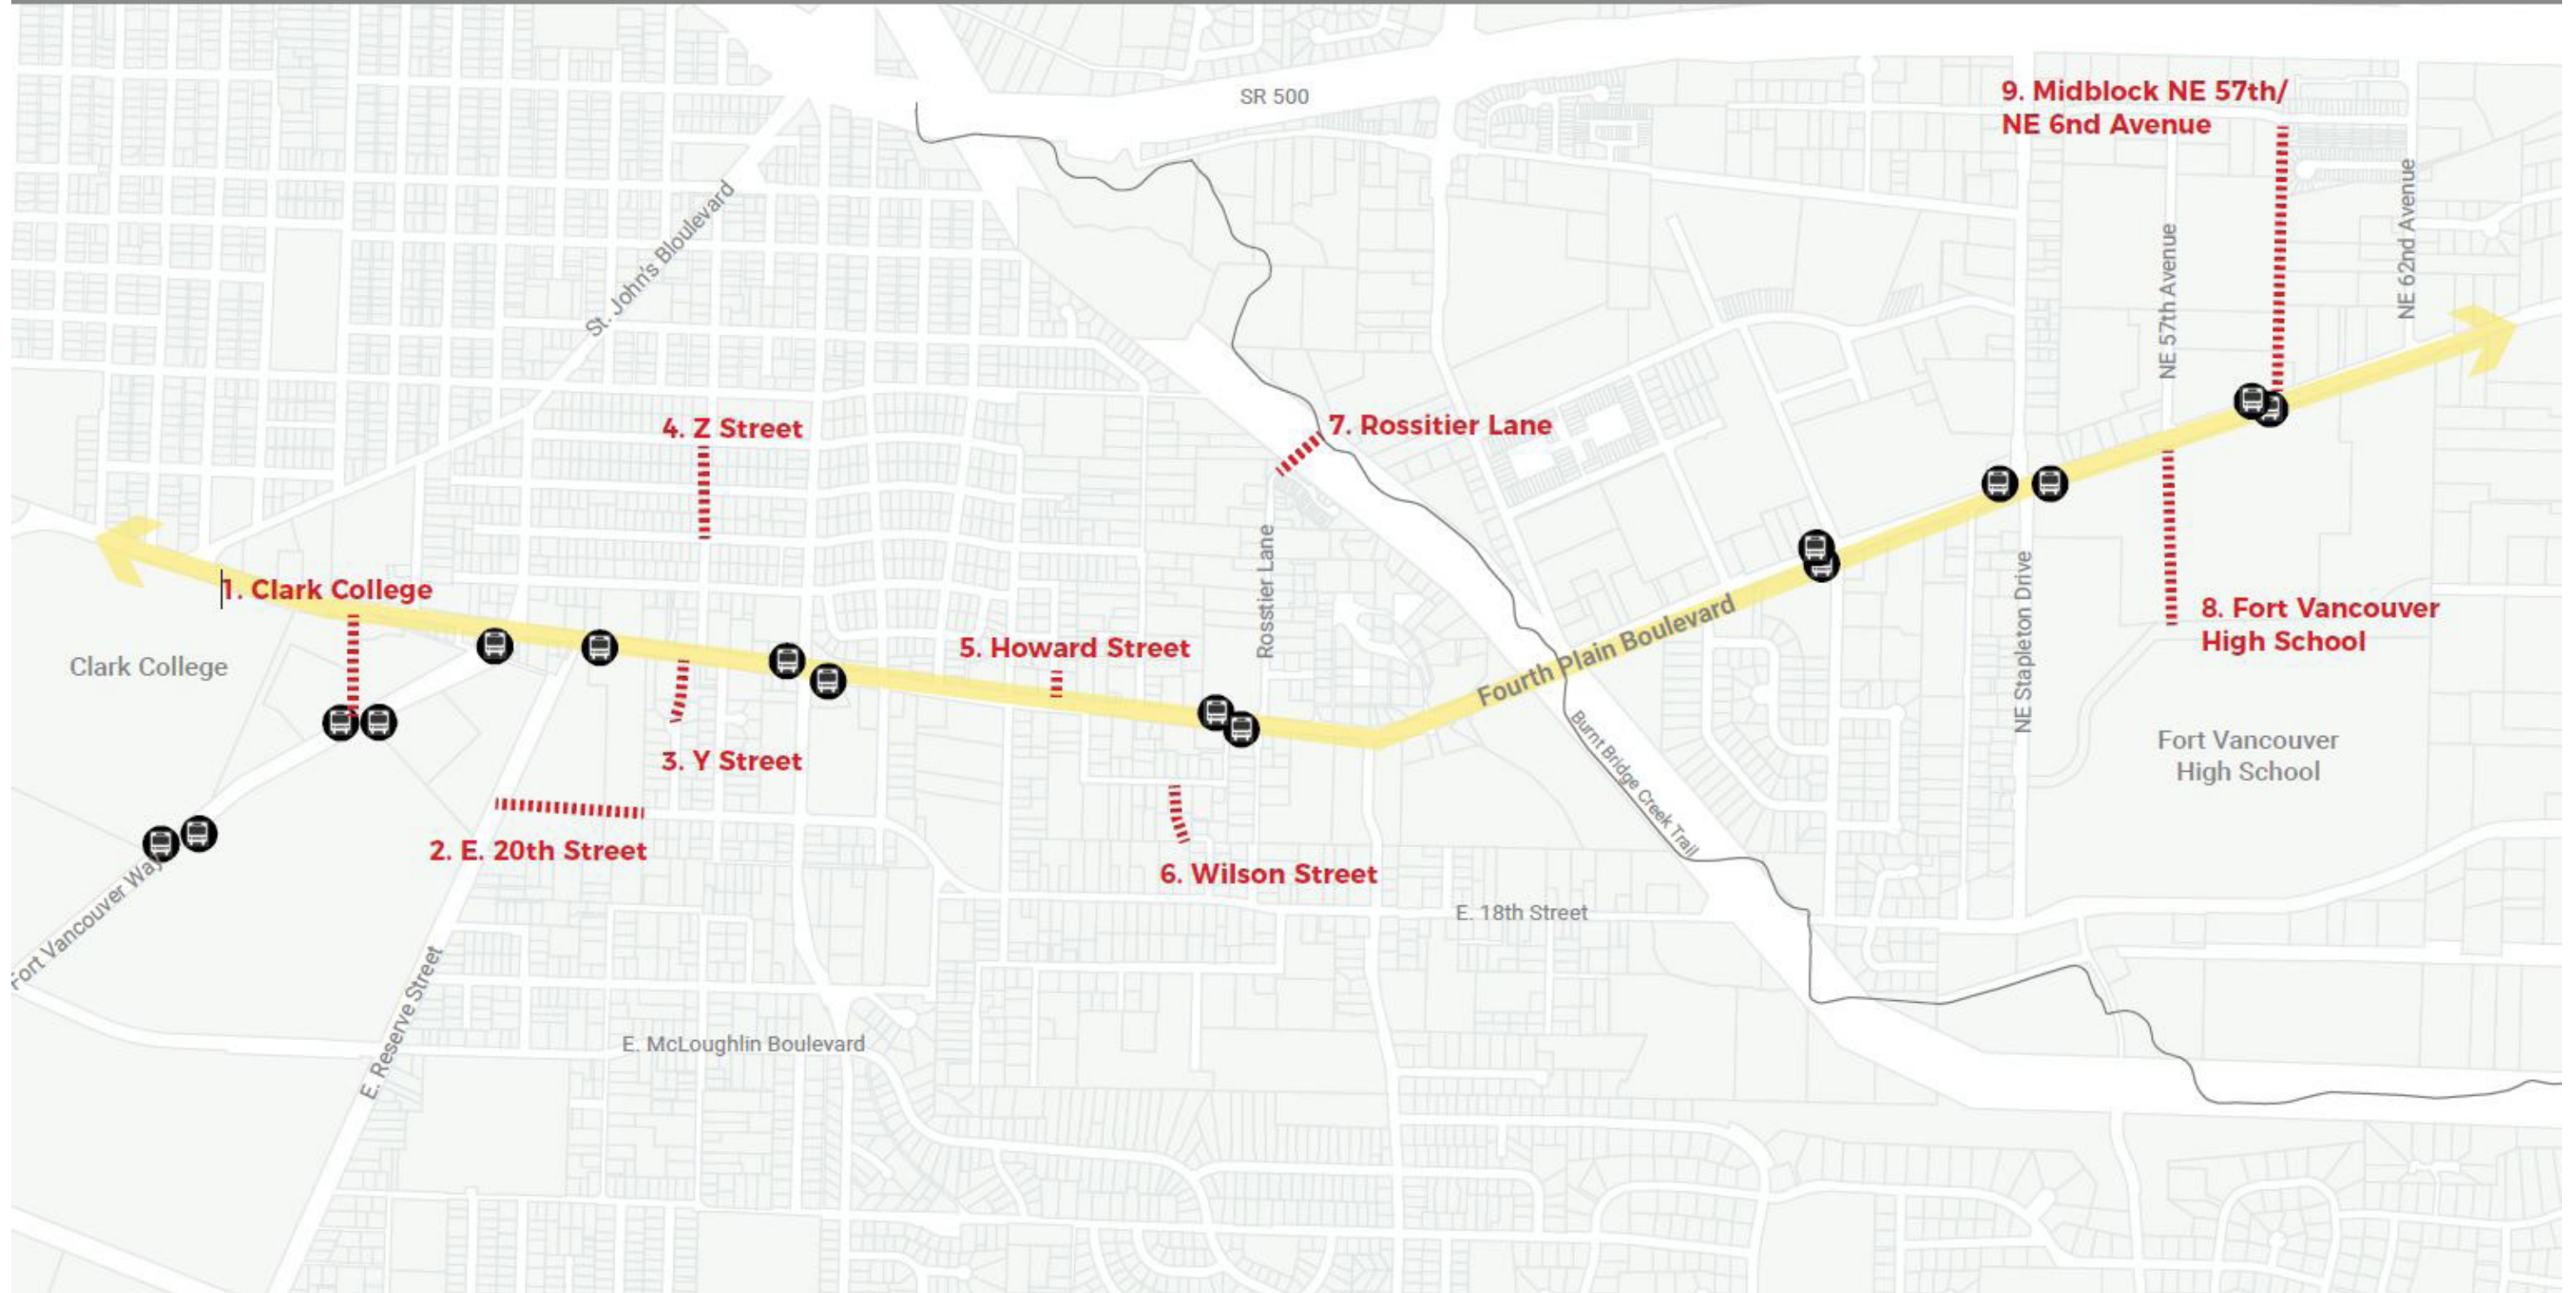 SR 500
9. Midblock NE 57th/
NE 6nd Avenue
St. John's Bloulevard
NE 57th Avenue
NE 62nd Avenue
4. Z Street
7. Rossitier Lane
1. Clark College
Clark College
5. Howard Street
Rosstier Lane
Fourth Plain Boulevard
NE Stapleton Drive
8. Fort Vancouver
High School
3. Y Street
Burnt Bridge Creek Trail
Fort Vancouver
High School
2. E. 20th Street
6. Wilson Street
Fort Vancouver Way
E. 18th Street
E. Reserve Street
E. McLoughlin Boulevard